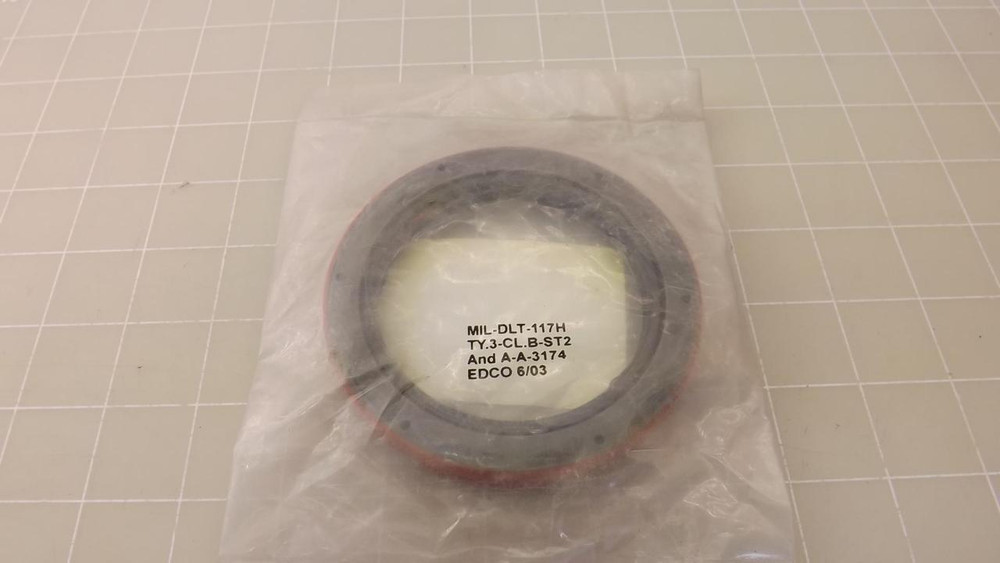 MIL-DLT-117H
TY.3-CL.B-ST2
And A-A-3174
EDCO 6/03